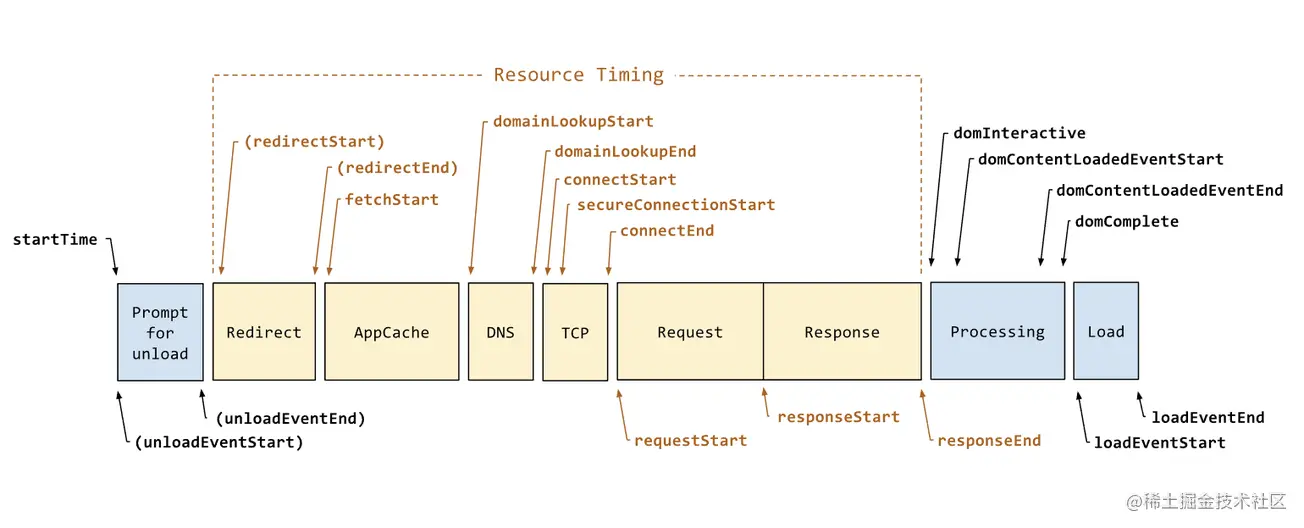 Resource Timing
domainLookupStart
domInteractive
(redirectStart)
domainLookupEnd
domContentLoadedEventStart
(redirectEnd)
connectStart
domContentLoadedEventEnd
fetchStart
secureConnectionStart
domComplete
connectEnd
startTime
Prompt
for
unload
Redirect
AppCache
DNS
TCP
Request
Response
Processing
Load
(unloadEventEnd)
(unloadEventStart)
requestStart
responseStart
responseEnd
loadEventEnd
loadEventStart
@稀土掘金技术社区